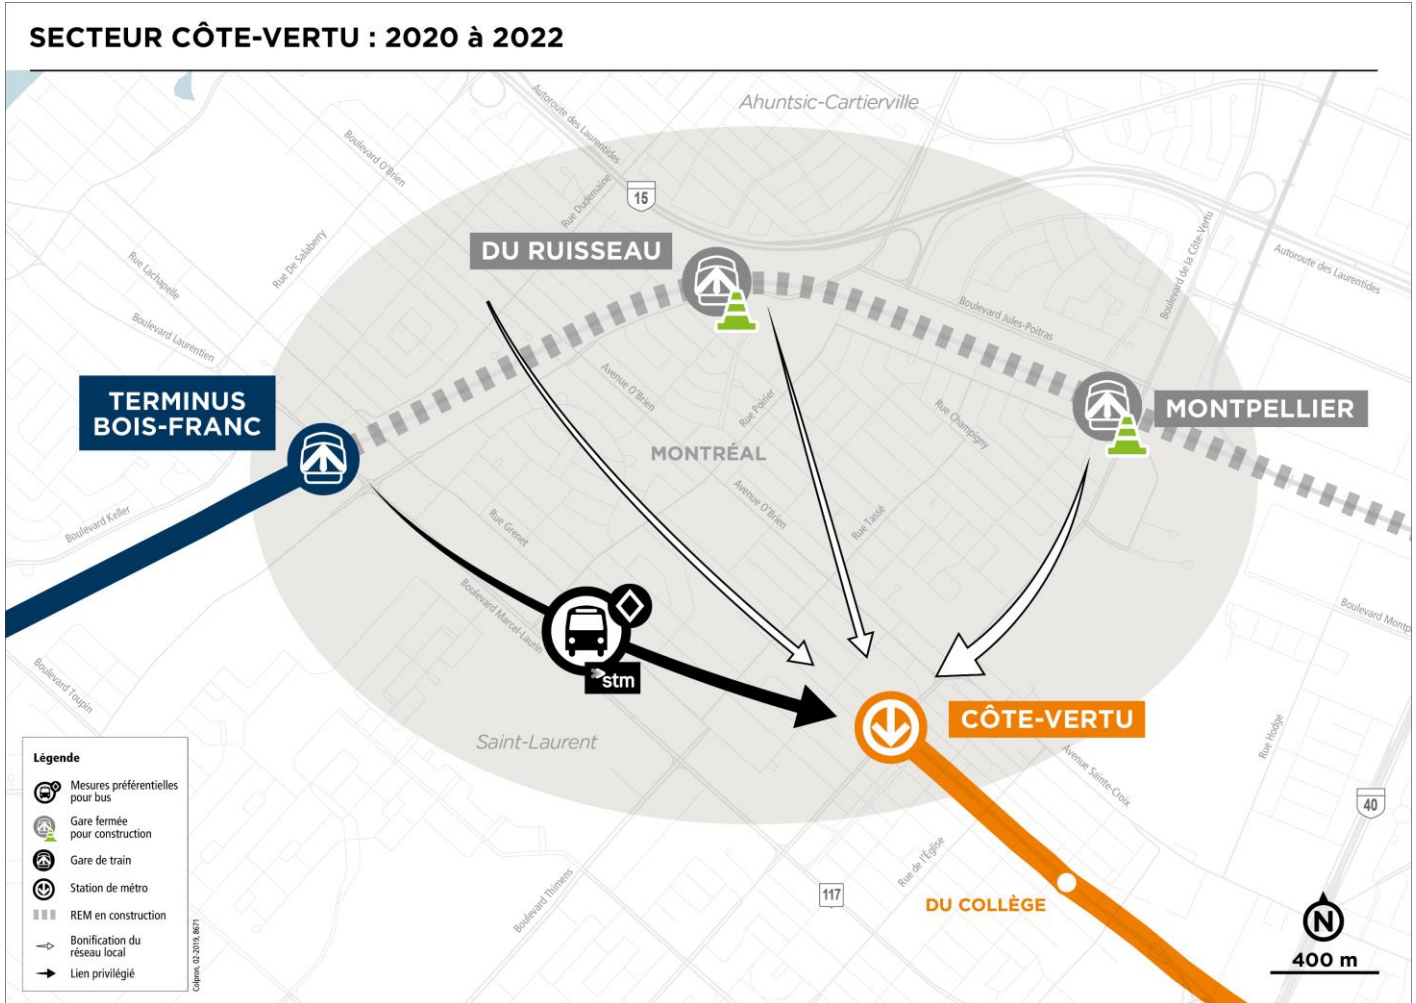 SECTEUR CÔTE-VERTU : 2020 à 2022
Ahuntsic-Cartierville
Autoroute des Laurentides
Boulevard O'Brien
Rue Dudemaine
15
Rue De Salaberry
Rue Lachapelle
Boulevard Laurentien
DU RUISSEAU
Boulevard de la Côte-Vertu
Autoroute des Laurentides
Boulevard Jules-Poitras
TERMINUS
BOIS-FRANC
Avenue O'Brien
Rue Poirier
Rue Champigny
MONTPELLIER
MONTRÉAL
Avenue O'Brien
Rue Tassé
Boulevard Keller
Rue Grenet
Boulevard Marcel-Laurin
Boulevard Montp
stm
Boulevard Toupin
Saint-Laurent
CÔTE-VERTU
Rue Hodge
Avenue Sainte-Croix
40
Rue de l'Église
Boulevard Thimens
117
DU COLLÈGE
Légende
Mesures préférentielles
pour bus
Gare fermée
pour construction
Gare de train
Station de métro
REM en construction
Bonification du
réseau local
Lien privilégié
Colpron, 02-2019, 8671
N
400 m